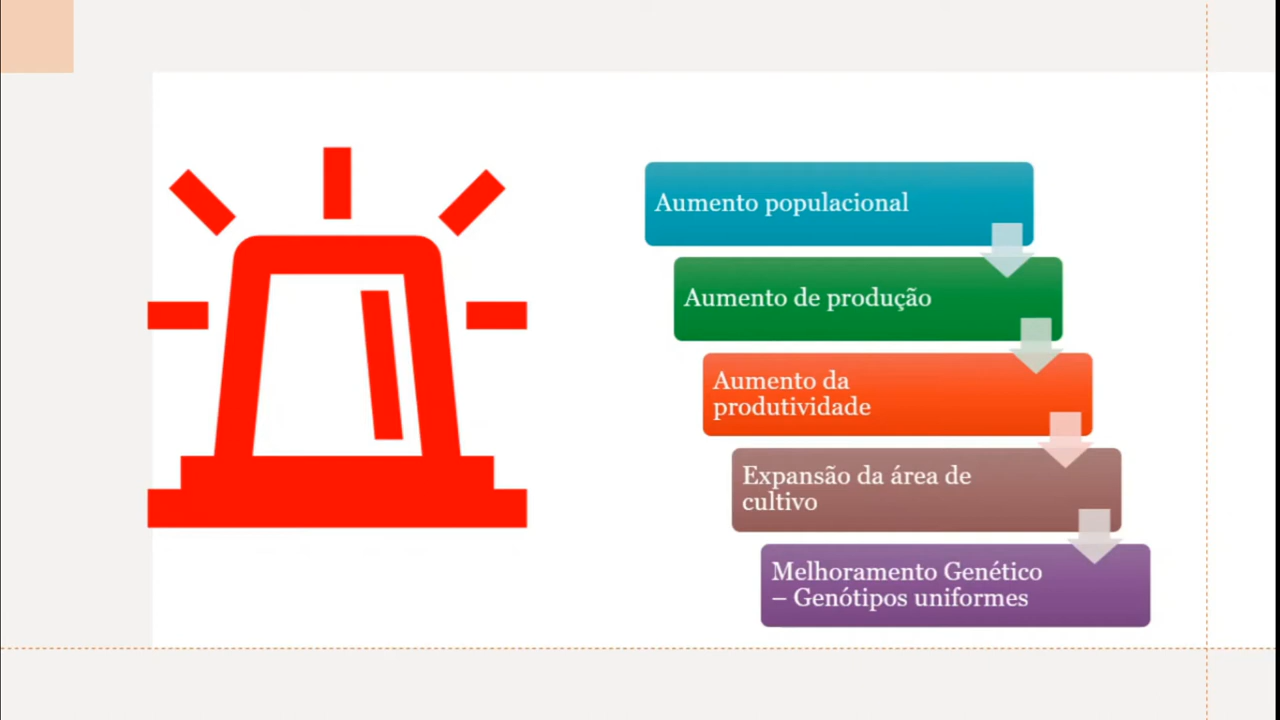 Aumento populacional
Aumento de produção
Aumento da
produtividade
Expansão da área de
cultivo
Melhoramento Genético
– Genótipos uniformes